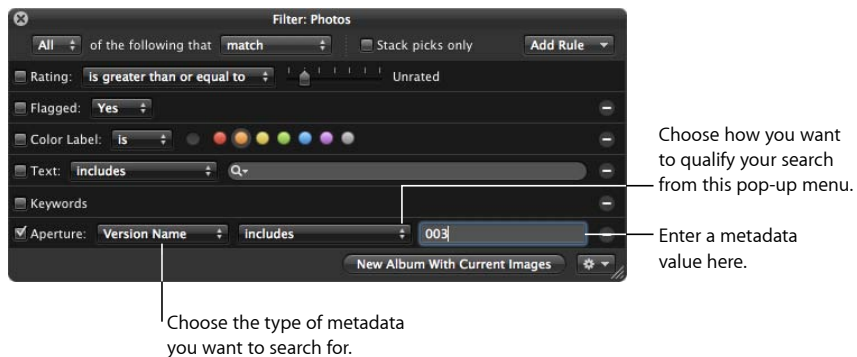 Filter: Photos
All of the following that match Stack picks only Add Rule
Rating: is greater than or equal to Unrated
Flagged: Yes
Color Label: is
Text: includes
Keywords
Aperture: Version Name includes 003
New Album With Current Images
Choose how you want
to qualify your search
from this pop-up menu.
Enter a metadata
value here.
Choose the type of metadata
you want to search for.